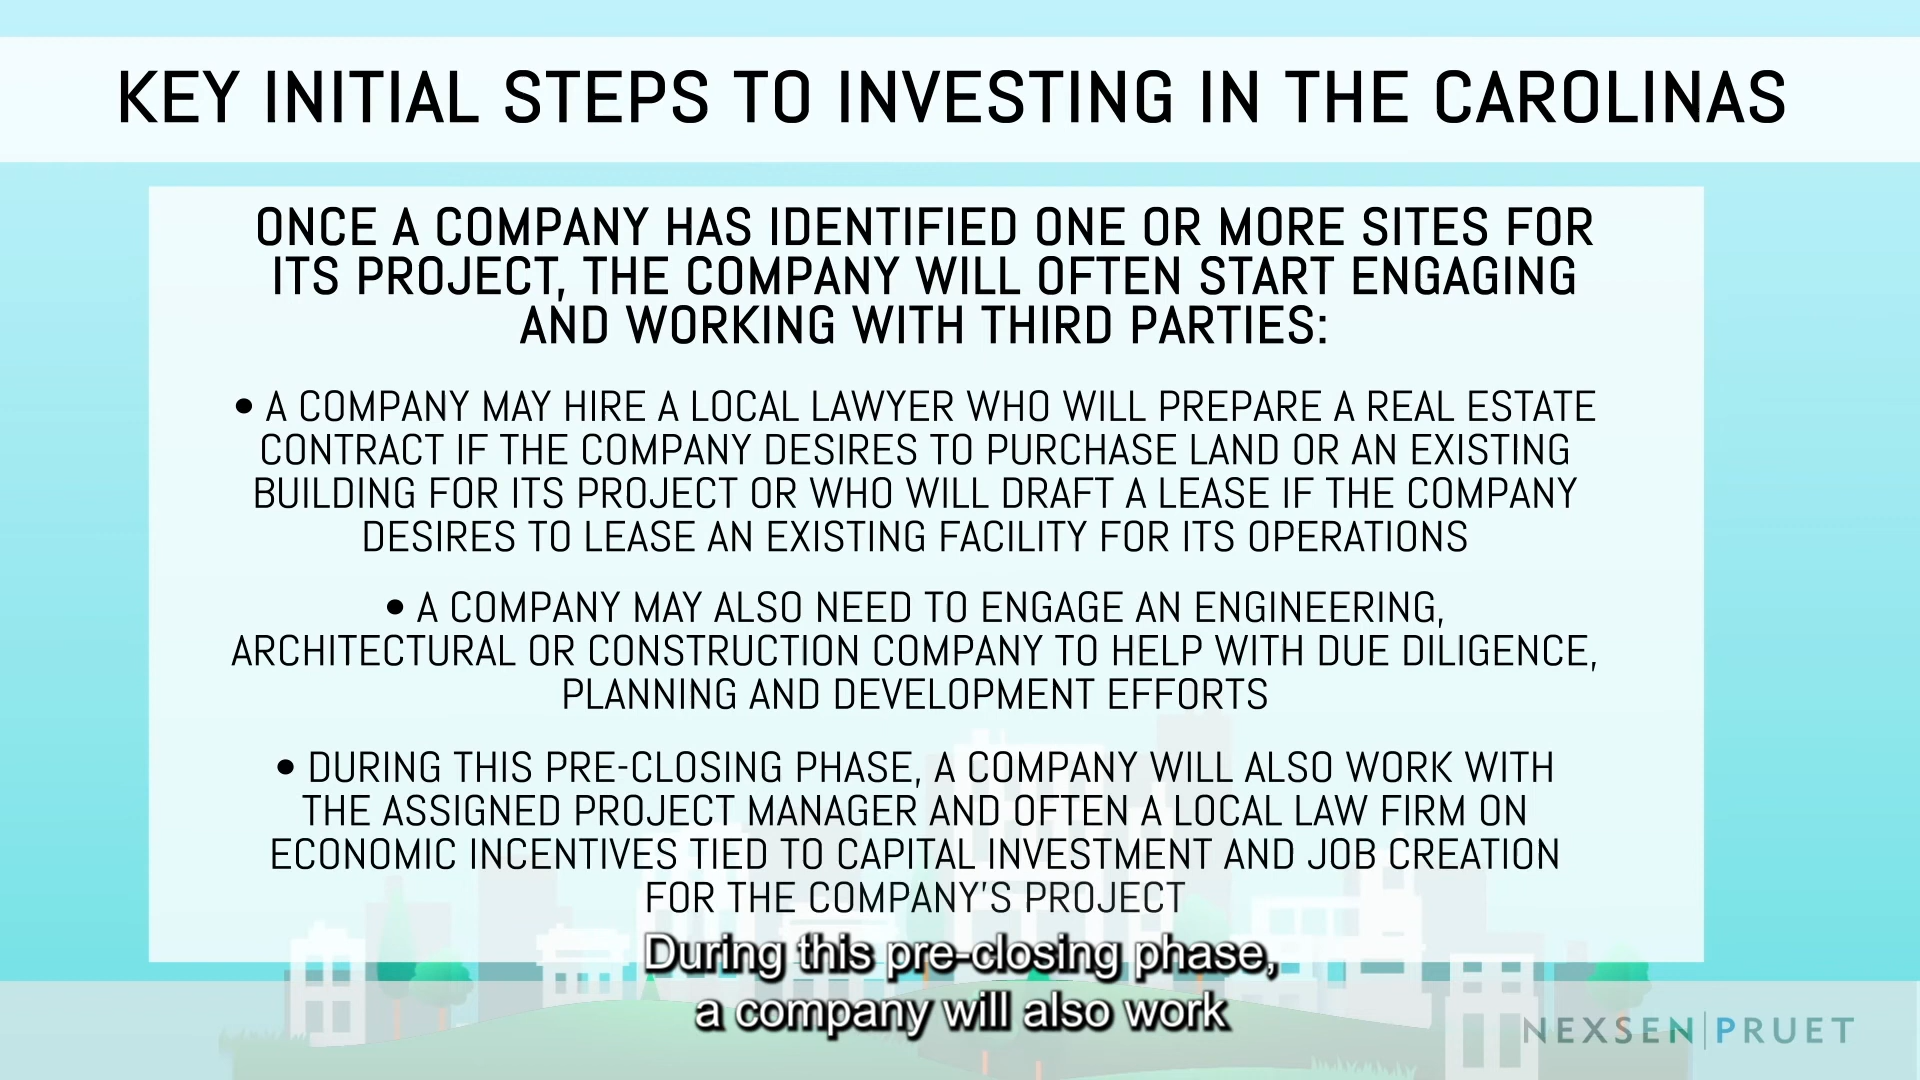 KEY INITIAL STEPS TO INVESTING IN THE CAROLINAS
ONCE A COMPANY HAS IDENTIFIED ONE OR MORE SITES FOR
ITS PROJECT, THE COMPANY WILL OFTEN START ENGAGING
AND WORKING WITH THIRD PARTIES:
• A COMPANY MAY HIRE A LOCAL LAWYER WHO WILL PREPARE A REAL ESTATE
CONTRACT IF THE COMPANY DESIRES TO PURCHASE LAND OR AN EXISTING
BUILDING FOR ITS PROJECT OR WHO WILL DRAFT A LEASE IF THE COMPANY
DESIRES TO LEASE AN EXISTING FACILITY FOR ITS OPERATIONS
• A COMPANY MAY ALSO NEED TO ENGAGE AN ENGINEERING,
ARCHITECTURAL OR CONSTRUCTION COMPANY TO HELP WITH DUE DILIGENCE,
PLANNING AND DEVELOPMENT EFFORTS
• DURING THIS PRE-CLOSING PHASE, A COMPANY WILL ALSO WORK WITH
THE ASSIGNED PROJECT MANAGER AND OFTEN A LOCAL LAW FIRM ON
ECONOMIC INCENTIVES TIED TO CAPITAL INVESTMENT AND JOB CREATION
FOR THE COMPANY'S PROJECT
During this pre-closing phase,
a company will also work
NEXSEN|PRUET